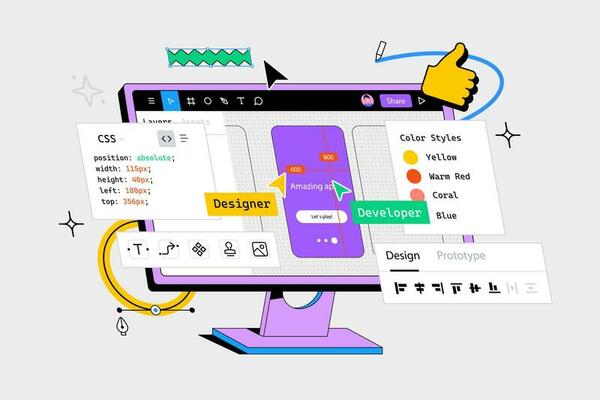 Share
Layers Assets
CSS
position: absolute;
width: 115px;
height: 40px;
left: 180px;
top: 356px;
Color Styles
Yellow
Warm Red
Coral
Blue
800
600
Amazing ap
Let's play!
Designer
Developer
T
Design Prototype